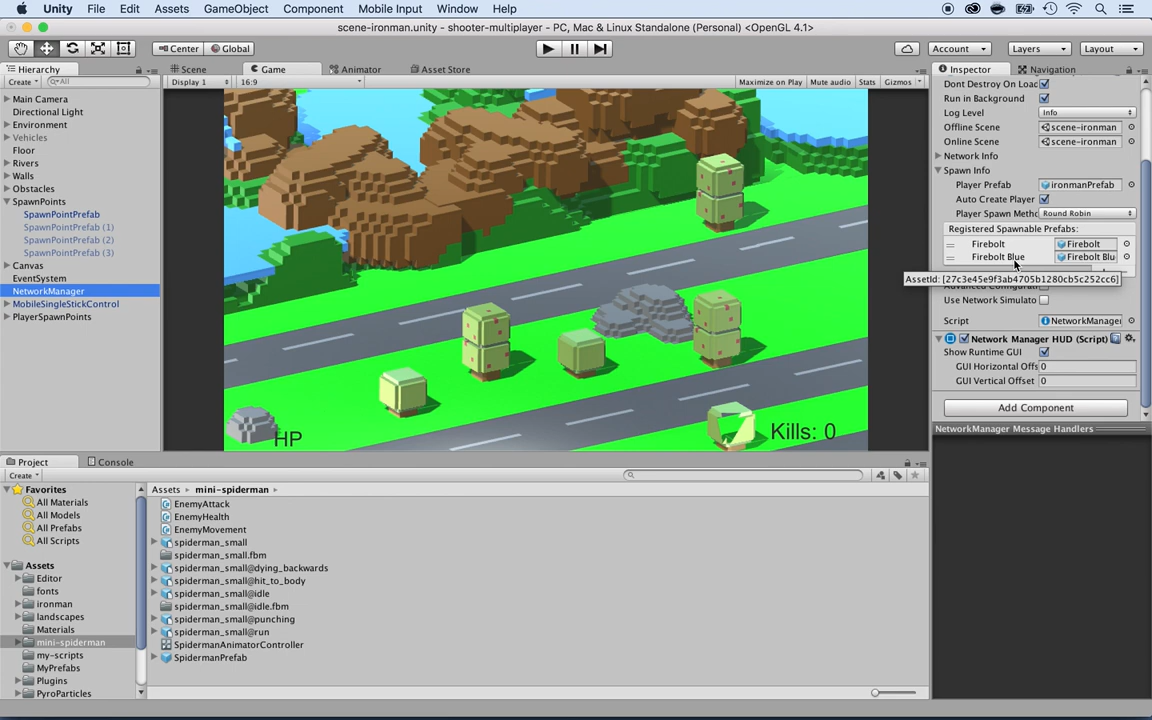 Unity File Edit Assets GameObject Component Mobile Input Window Help
scene-ironman.unity - shooter-multiplayer - PC, Mac & Linux Standalone (Personal) <OpenGL 4.1>
Center Global Account Layers Layout
Hierarchy
Create All
Main Camera
Directional Light
Environment
Vehicles
Floor
Rivers
Walls
Obstacles
SpawnPoints
SpawnPointPrefab
SpawnPointPrefab (1)
SpawnPointPrefab (2)
SpawnPointPrefab (3)
Canvas
EventSystem
NetworkManager
MobileSingleStickControl
PlayerSpawnPoints
Scene Game Animator Asset Store
Display 1 16:9 Maximize on Play Mute audio Stats Gizmos
HP Kills: 0
Inspector Navigation
Dont Destroy On Load
Run in Background
Log Level Info
Offline Scene scene-ironman
Online Scene scene-ironman
Network Info
Spawn Info
Player Prefab ironmanPrefab
Auto Create Player
Player Spawn Metho Round Robin
Registered Spawnable Prefabs:
Firebolt Firebolt
Firebolt Blue Firebolt Blu
AssetId: [27c3e45e9f3ab4705b1280cb5c252cc6]
Use Network Simulato
Script NetworkManager
Network Manager HUD (Script)
Show Runtime GUI
GUI Horizontal Offs 0
GUI Vertical Offset 0
Add Component
NetworkManager Message Handlers
Project Console
Create
Favorites
All Materials
All Models
All Prefabs
All Scripts
Assets
Editor
fonts
ironman
landscapes
Materials
mini-spiderman
my-scripts
MyPrefabs
Plugins
PyroParticles
Assets mini-spiderman
EnemyAttack
EnemyHealth
EnemyMovement
spiderman_small
spiderman_small.fbm
spiderman_small@dying_backwards
spiderman_small@hit_to_body
spiderman_small@idle
spiderman_small@idle.fbm
spiderman_small@punching
spiderman_small@run
SpidermanAnimatorController
SpidermanPrefab